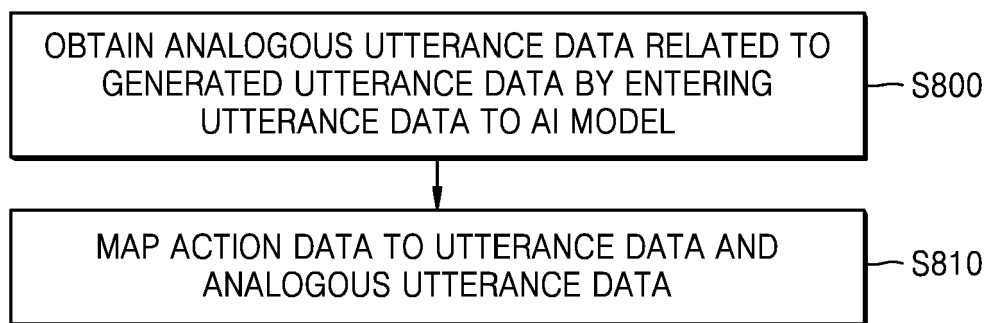 OBTAIN ANALOGOUS UTTERANCE DATA RELATED TO
GENERATED UTTERANCE DATA BY ENTERING
UTTERANCE DATA TO AI MODEL
S800
MAP ACTION DATA TO UTTERANCE DATA AND
ANALOGOUS UTTERANCE DATA
S810